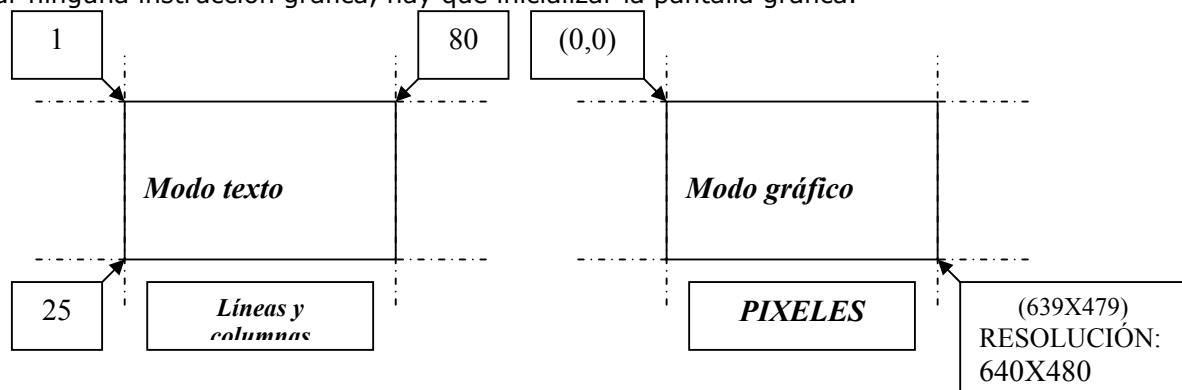 ar ninguna instrucción gráfica, hay que inicializar la pantalla gráfica.
1
80
(0,0)
Modo texto
Modo gráfico
25
Líneas y
columnas
PIXELES
(639X479)
RESOLUCIÓN:
640X480